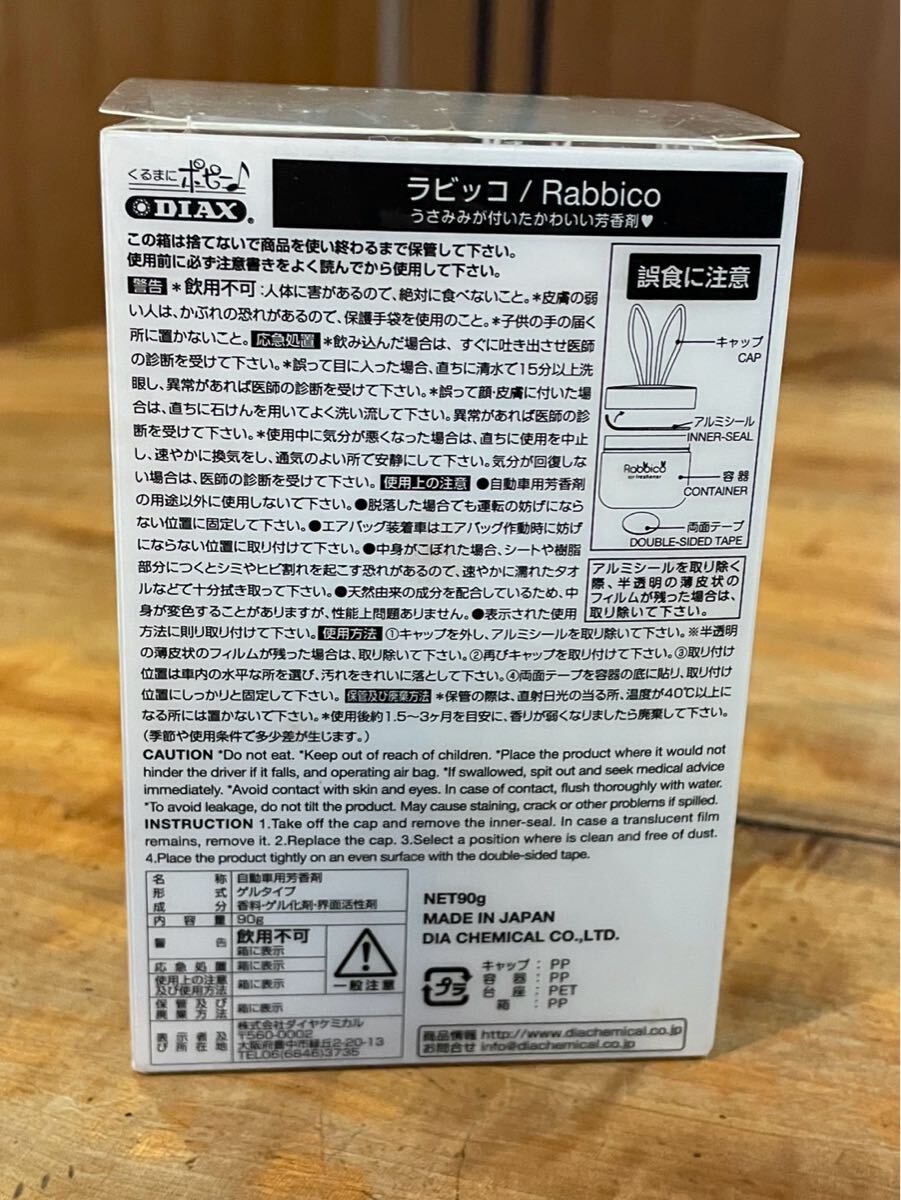 くるまにポピー♪
DIAX®
ラビッコ / Rabbico
うさみみが付いたかわいい芳香剤♥
この箱は捨てないで商品を使い終わるまで保管して下さい。
使用前に必ず注意書きをよく読んでから使用して下さい。
警告 *飲用不可:人体に害があるので、絶対に食べないこと。*皮膚の弱
い人は、かぶれの恐れがあるので、保護手袋を使用のこと。*子供の手の届く
所に置かないこと。応急処置 *飲み込んだ場合は、すぐに吐き出させ医師
の診断を受けて下さい。*誤って目に入った場合、直ちに清水で15分以上洗
眼し、異常があれば医師の診断を受けて下さい。*誤って顔・皮膚に付いた場
合は、直ちに石けんを用いてよく洗い流して下さい。異常があれば医師の診
断を受けて下さい。*使用中に気分が悪くなった場合は、直ちに使用を中止
し、速やかに換気をし、通気のよい所で安静にして下さい。気分が回復しな
い場合は、医師の診断を受けて下さい。使用上の注意 ●自動車用芳香剤
の用途以外に使用しないで下さい。●脱落した場合でも運転の妨げになら
ない位置に固定して下さい。●エアバッグ装着車はエアバッグ作動時に妨げ
にならない位置に取り付けて下さい。●中身がこぼれた場合、シートや樹脂
部分につくとシミやヒビ割れを起こす恐れがあるので、速やかに濡れたタオ
ルなどで十分拭き取って下さい。●天然由来の成分を配合しているため、中
身が変色することがありますが、性能上問題ありません。●表示された使用
方法に則り取り付けて下さい。使用方法 ①キャップを外し、アルミシールを取り除いて下さい。※半透明
の薄皮状のフィルムが残った場合は、取り除いて下さい。②再びキャップを取り付けて下さい。③取り付け
位置は車内の水平な所を選び、汚れをきれいに落として下さい。④両面テープを容器の底に貼り、取り付け
位置にしっかりと固定して下さい。保管及び廃棄方法 *保管の際は、直射日光の当る所、温度が40℃以上に
なる所には置かないで下さい。*使用後約1.5〜3ヶ月を目安に、香りが弱くなりましたら廃棄して下さい。
(季節や使用条件で多少差が生じます。)
誤食に注意
キャップ
CAP
アルミシール
INNER-SEAL
Rabbico
air freshener
容器
CONTAINER
両面テープ
DOUBLE-SIDED TAPE
アルミシールを取り除く
際、半透明の薄皮状の
フィルムが残った場合は、
取り除いて下さい。
CAUTION *Do not eat. *Keep out of reach of children. *Place the product where it would not
hinder the driver if it falls, and operating air bag. *If swallowed, spit out and seek medical advice
immediately. *Avoid contact with skin and eyes. In case of contact, flush thoroughly with water.
*To avoid leakage, do not tilt the product. May cause staining, crack or other problems if spilled.
INSTRUCTION 1.Take off the cap and remove the inner-seal. In case a translucent film
remains, remove it. 2.Replace the cap. 3.Select a position where is clean and free of dust.
4.Place the product tightly on an even surface with the double-sided tape.
名称 自動車用芳香剤
形式 ゲルタイプ
成分 香料・ゲル化剤・界面活性剤
内容量 90g
警告 飲用不可
箱に表示
応急処置 箱に表示
使用上の注意
及び使用方法 箱に表示
保管及び
廃棄方法 箱に表示
一般注意
表示者及
び所在地 株式会社ダイヤケミカル
〒560-0002
大阪府豊中市緑丘2-20-13
TEL06(6846)3735
NET90g
MADE IN JAPAN
DIA CHEMICAL CO.,LTD.
プラ
キャップ:PP
容器:PP
台座:PET
箱:PP
商品情報 http://www.diachemical.co.jp
お問合せ info@diachemical.co.jp